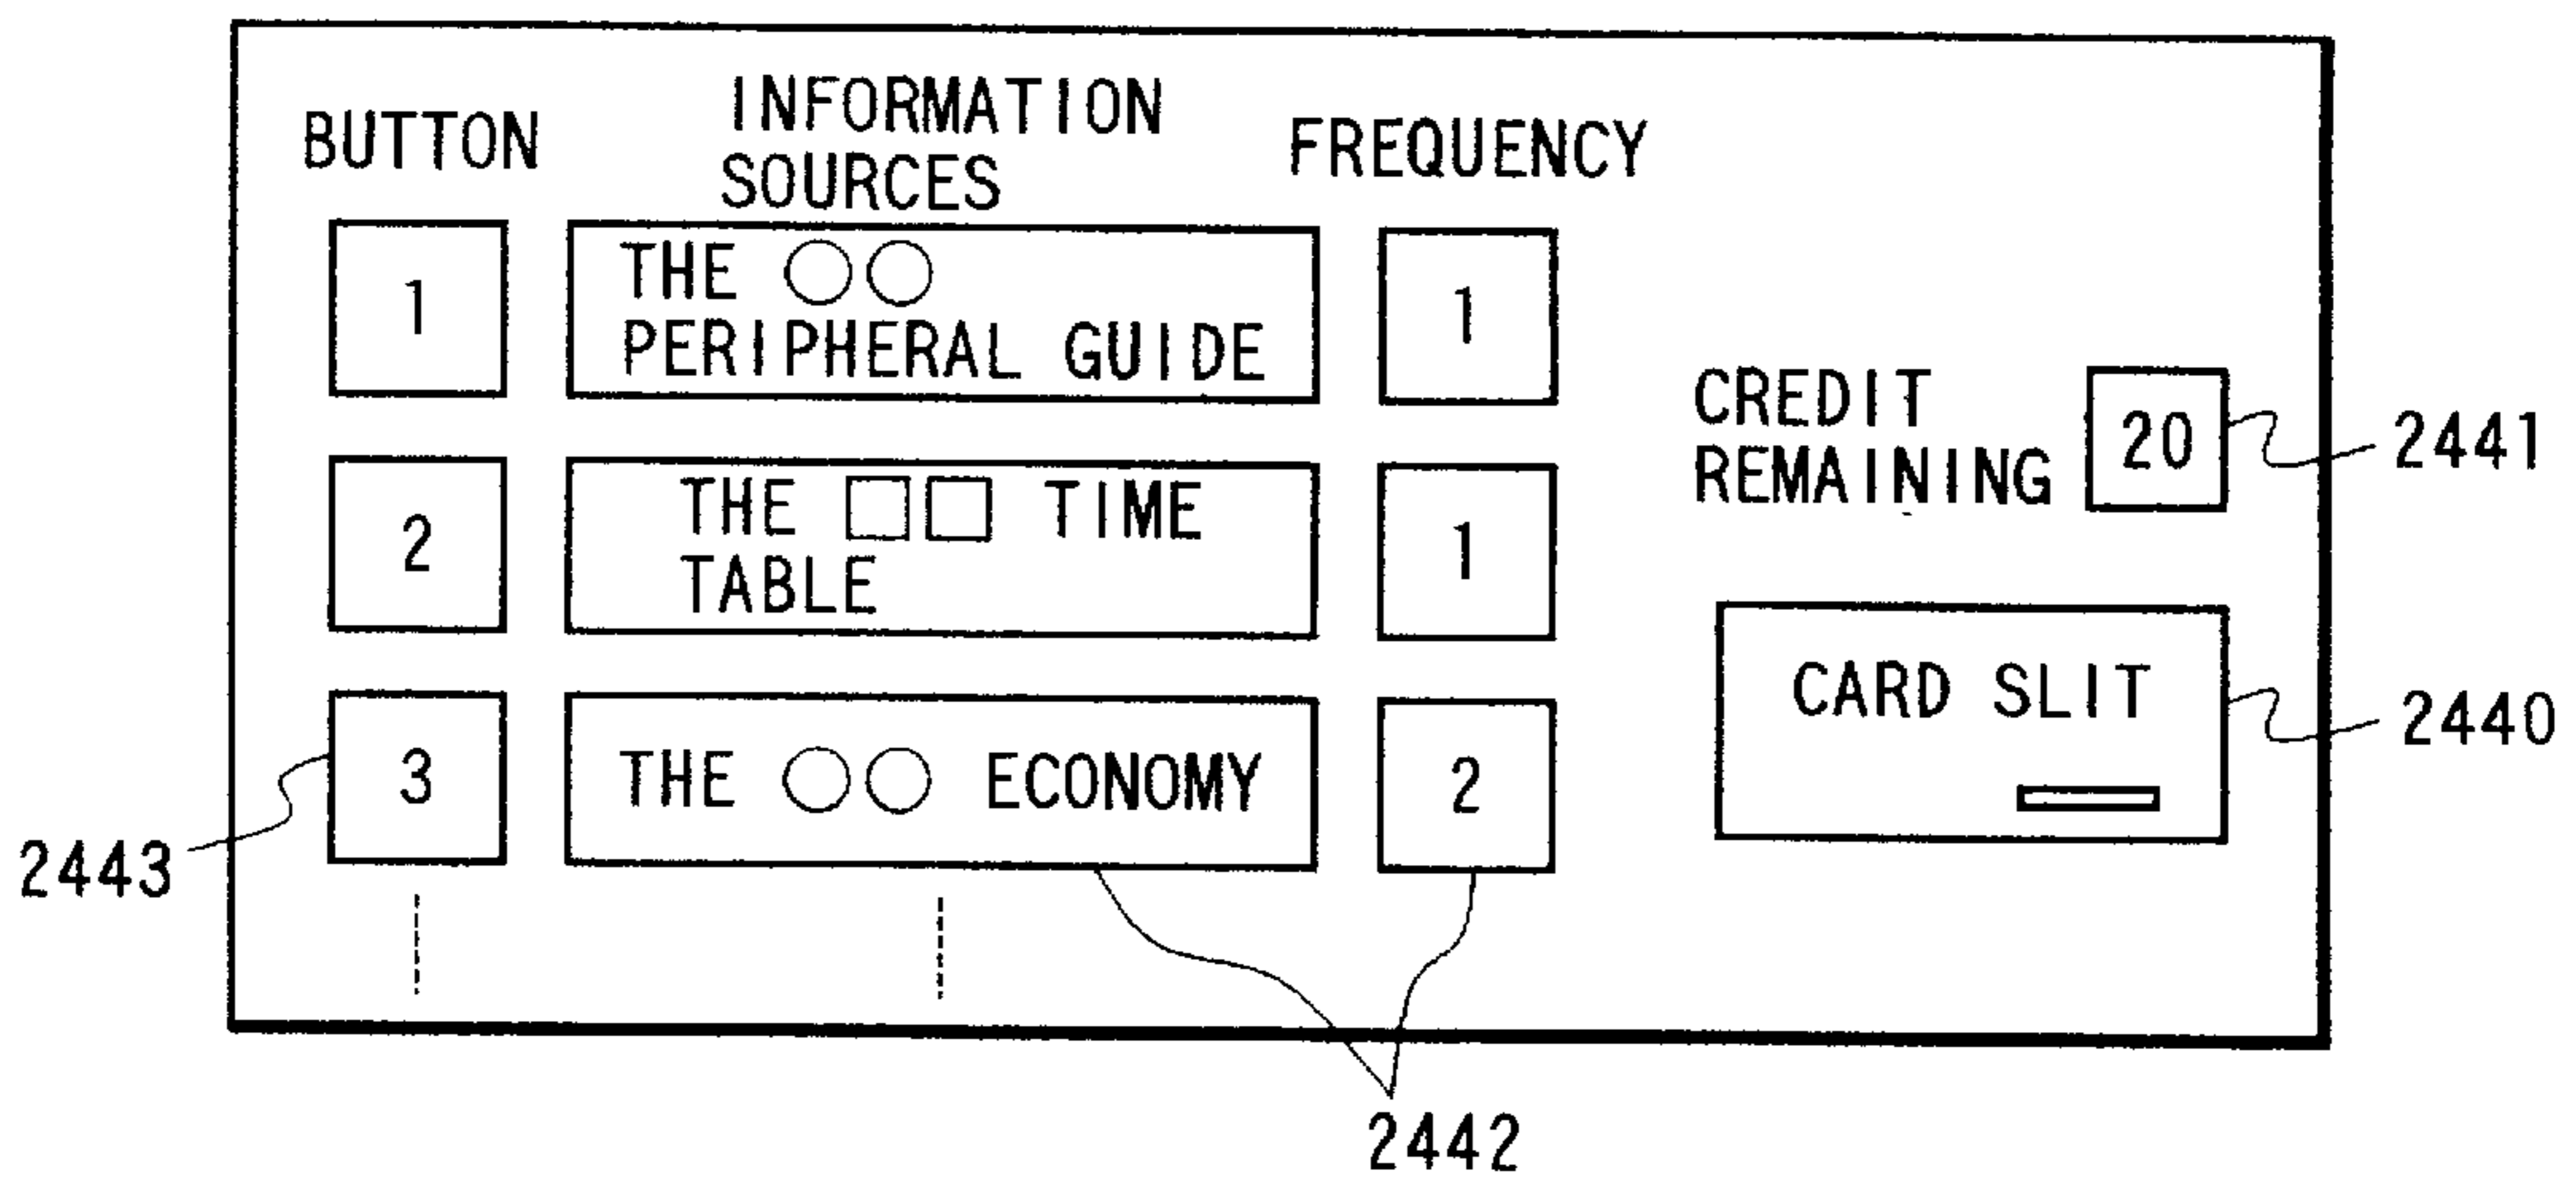 BUTTON
INFORMATION
SOURCES
FREQUENCY
1
THE ○○
PERIPHERAL GUIDE
1
2
THE □□ TIME
TABLE
1
3
THE ○○ ECONOMY
2
CREDIT
REMAINING
20
CARD SLIT
2441
2440
2443
2442